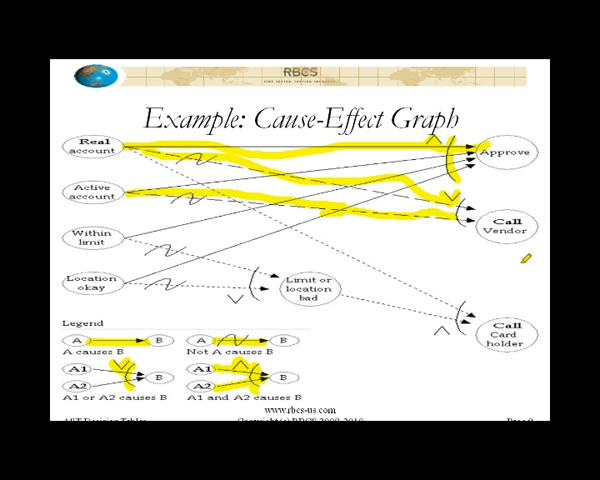 RBCS
Example: Cause-Effect Graph
Real
account
Approve
Active
account
Call
Vendor
Within
limit
Location
okay
Limit or
location
bad
Call
Card
holder
Legend
A B
A causes B
A B
Not A causes B
A1
A2
B
A1 or A2 causes B
A1
A2
B
A1 and A2 causes B
www.rbcs-us.com